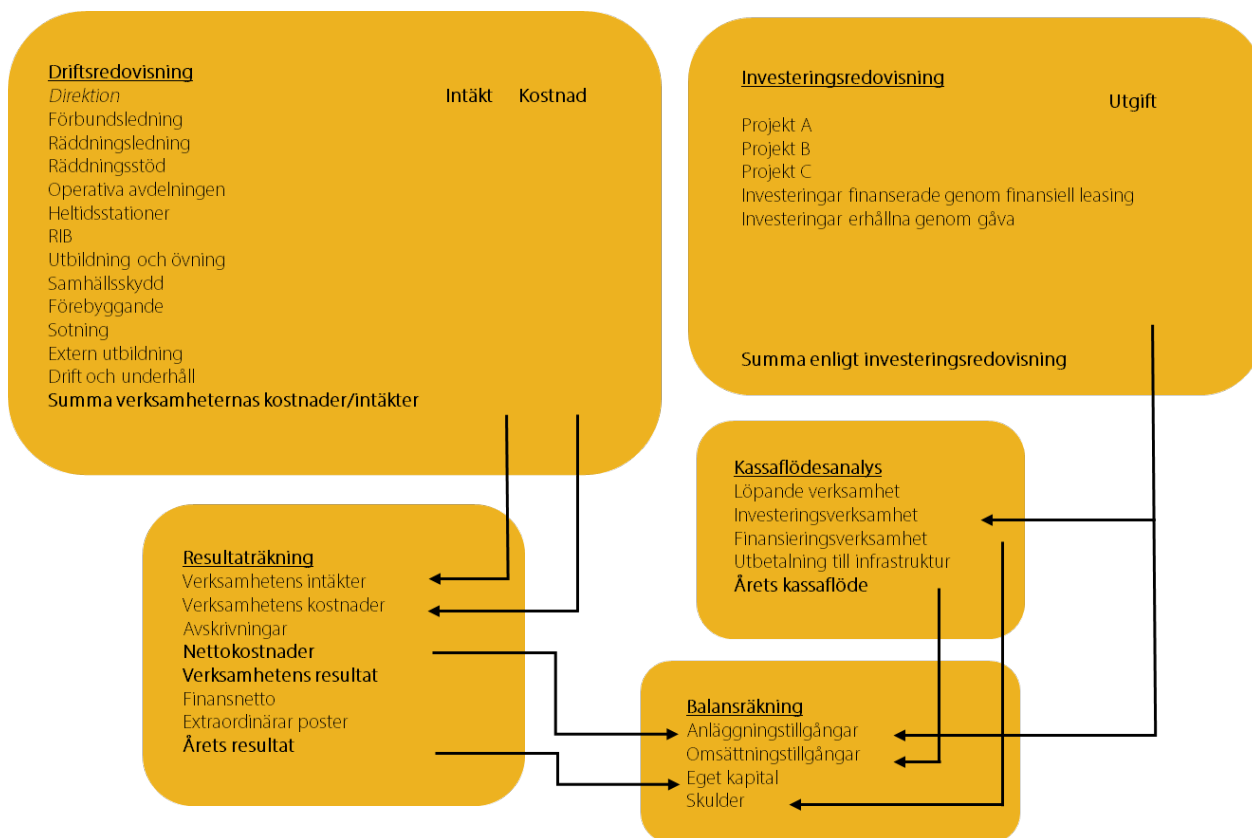 Driftsredovisning
Direktion
Intäkt Kostnad
Förbundsledning
Räddningsledning
Räddningsstöd
Operativa avdelningen
Heltidsstationer
RIB
Utbildning och övning
Samhällsskydd
Förebyggande
Sotning
Extern utbildning
Drift och underhåll
Summa verksamheternas kostnader/intäkter
Investeringsredovisning
Utgift
Projekt A
Projekt B
Projekt C
Investeringar finanserade genom finansiell leasing
Investeringar erhållna genom gåva
Summa enligt investeringsredovisning
Kassaflödesanalys
Löpande verksamhet
Investeringsverksamhet
Finansieringsverksamhet
Utbetalning till infrastruktur
Årets kassaflöde
Resultaträkning
Verksamhetens intäkter
Verksamhetens kostnader
Avskrivningar
Nettokostnader
Verksamhetens resultat
Finansnetto
Extraordinärar poster
Årets resultat
Balansräkning
Anläggningstillgångar
Omsättningstillgångar
Eget kapital
Skulder